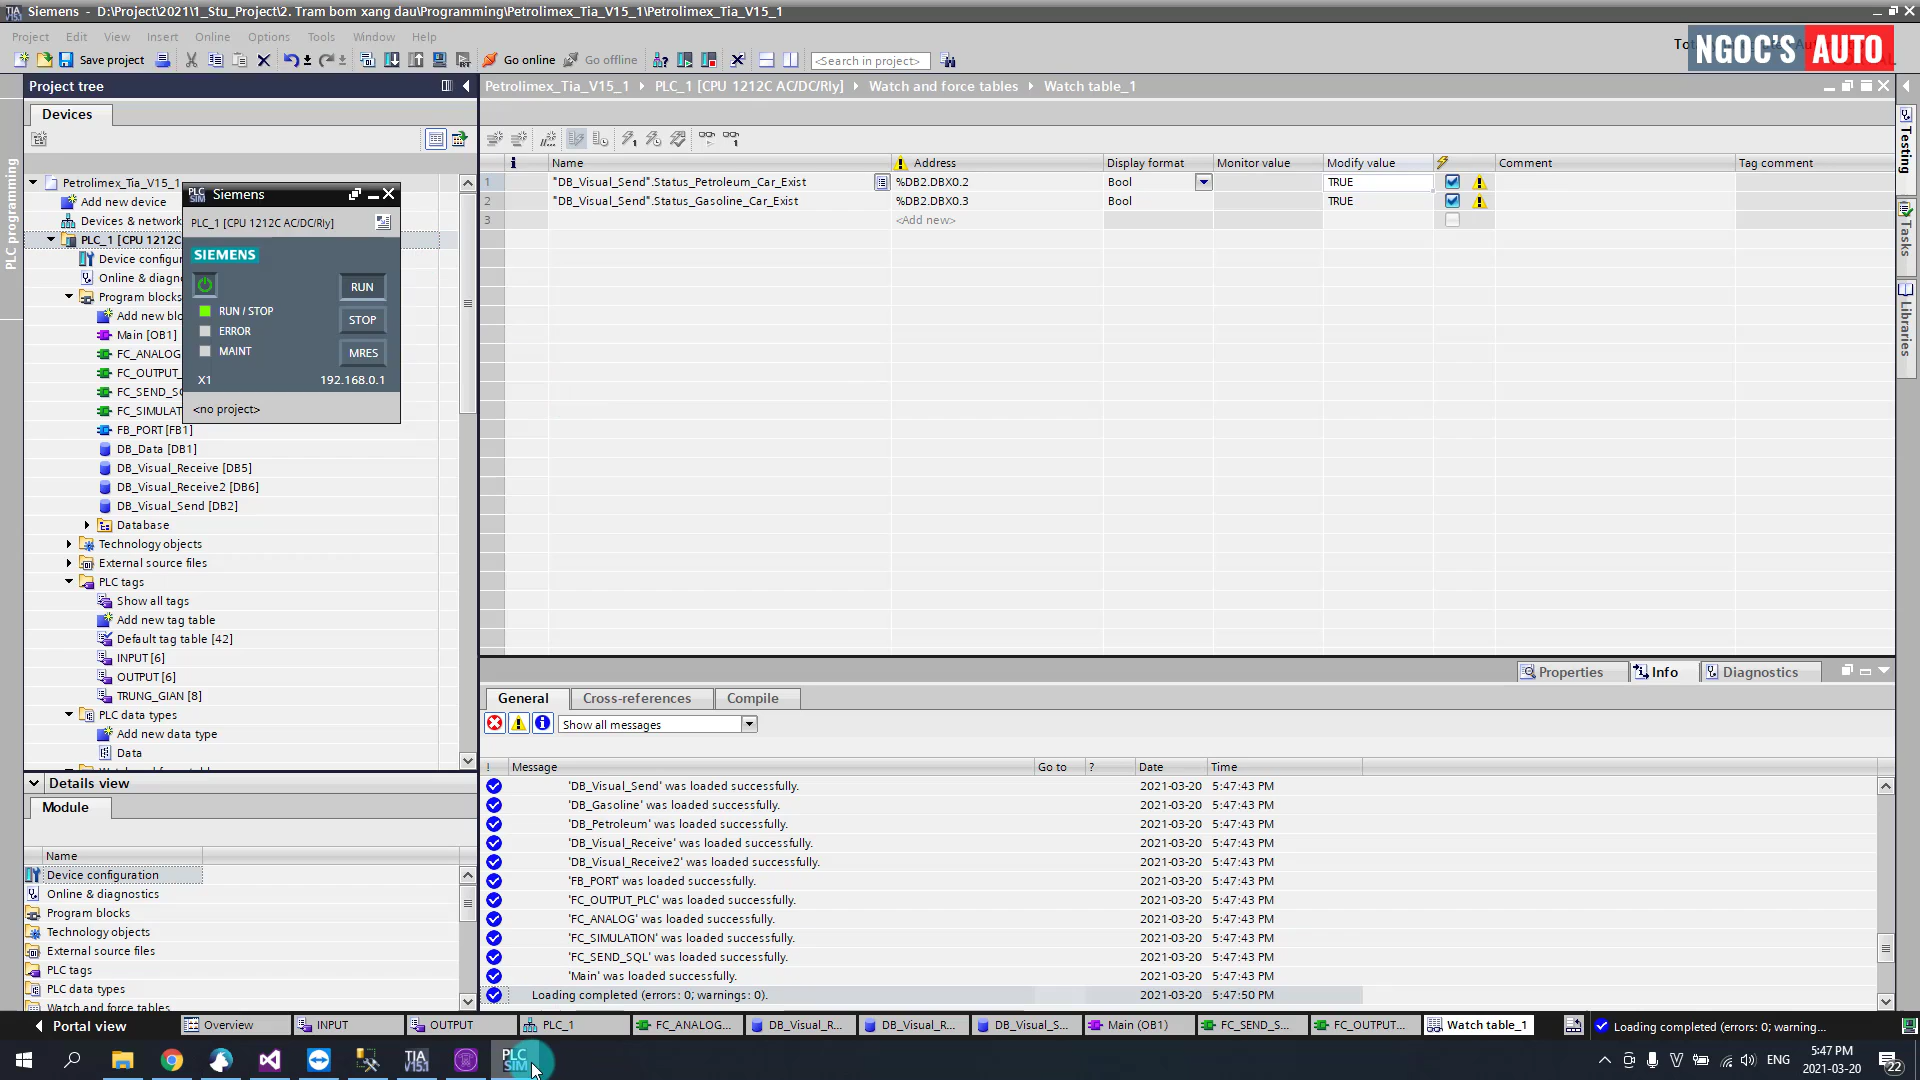 Siemens - D:\Project\2021\1_Stu_Project\2. Tram bom xang dau\Programming\Petrolimex_Tia_V15_1\Petrolimex_Tia_V15_1
Project Edit View Insert Online Options Tools Window Help
Save project Go online Go offline <Search in project>
NGOC'S AUTO
Project tree
Petrolimex_Tia_V15_1 PLC_1 [CPU 1212C AC/DC/Rly] Watch and force tables Watch table_1
Devices
i Name Address Display format Monitor value Modify value Comment Tag comment
1 "DB_Visual_Send".Status_Petroleum_Car_Exist %DB2.DBX0.2 Bool TRUE
2 "DB_Visual_Send".Status_Gasoline_Car_Exist %DB2.DBX0.3 Bool TRUE
3 <Add new>
PLC programming
Testing
Tasks
Libraries
Petrolimex_Tia_V15_1
Add new device
Devices & network
PLC_1 [CPU 1212C
Device configur
Online & diagn
Program blocks
Add new blo
Main [OB1]
FC_ANALOG
FC_OUTPUT_
FC_SEND_SQ
FC_SIMULAT
FB_PORT [FB1]
DB_Data [DB1]
DB_Visual_Receive [DB5]
DB_Visual_Receive2 [DB6]
DB_Visual_Send [DB2]
Database
Technology objects
External source files
PLC tags
Show all tags
Add new tag table
Default tag table [42]
INPUT [6]
OUTPUT [6]
TRUNG_GIAN [8]
PLC data types
Add new data type
Data
PLC SIM Siemens
PLC_1 [CPU 1212C AC/DC/Rly]
SIEMENS
RUN
RUN / STOP
STOP
ERROR
MAINT
MRES
X1 192.168.0.1
<no project>
Details view
Module
Name
Device configuration
Online & diagnostics
Program blocks
Technology objects
External source files
PLC tags
PLC data types
Watch and force tables
Properties Info Diagnostics
General Cross-references Compile
Show all messages
! Message Go to ? Date Time
'DB_Visual_Send' was loaded successfully. 2021-03-20 5:47:43 PM
'DB_Gasoline' was loaded successfully. 2021-03-20 5:47:43 PM
'DB_Petroleum' was loaded successfully. 2021-03-20 5:47:43 PM
'DB_Visual_Receive' was loaded successfully. 2021-03-20 5:47:43 PM
'DB_Visual_Receive2' was loaded successfully. 2021-03-20 5:47:43 PM
'FB_PORT' was loaded successfully. 2021-03-20 5:47:43 PM
'FC_OUTPUT_PLC' was loaded successfully. 2021-03-20 5:47:43 PM
'FC_ANALOG' was loaded successfully. 2021-03-20 5:47:43 PM
'FC_SIMULATION' was loaded successfully. 2021-03-20 5:47:43 PM
'FC_SEND_SQL' was loaded successfully. 2021-03-20 5:47:43 PM
'Main' was loaded successfully. 2021-03-20 5:47:43 PM
Loading completed (errors: 0; warnings: 0). 2021-03-20 5:47:50 PM
Portal view Overview INPUT OUTPUT PLC_1 FC_ANALOG... DB_Visual_R... DB_Visual_R... DB_Visual_S... Main (OB1) FC_SEND_S... FC_OUTPUT... Watch table_1 Loading completed (errors: 0; warning...
TIA V15.1 PLC SIM ENG 5:47 PM
2021-03-20 22